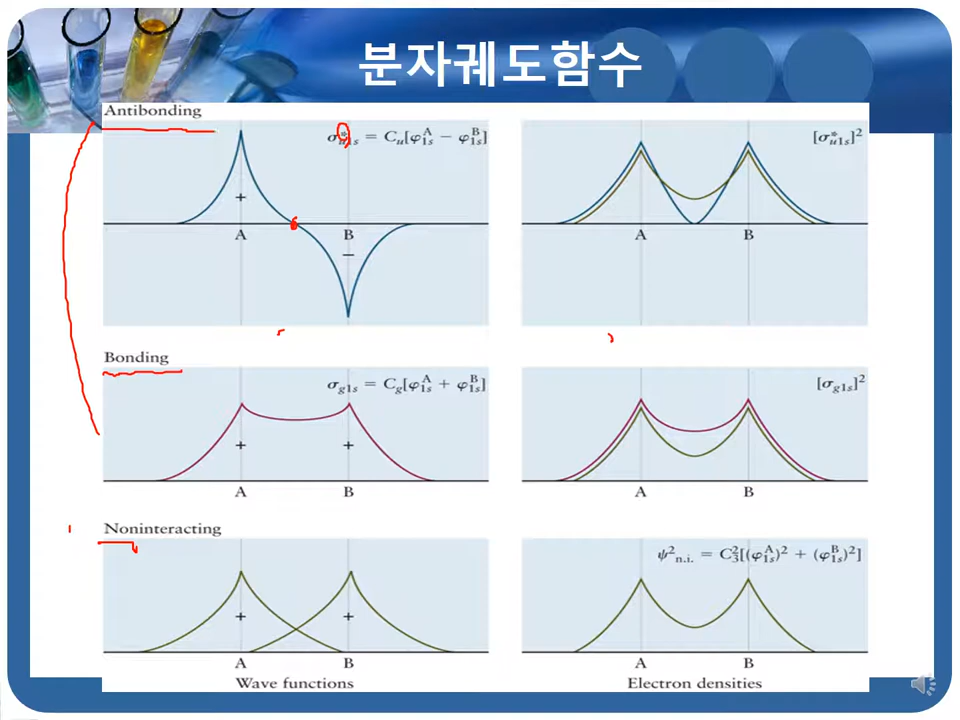 분자궤도함수
Antibonding
σ*u1s = Cu[φA1s − φB1s]
[σ*u1s]2
+
A
B
−
A
B
Bonding
σg1s = Cg[φA1s + φB1s]
[σg1s]2
+
+
A
B
A
B
Noninteracting
ψ2n.i. = C23[(φA1s)2 + (φB1s)2]
+
+
A
B
A
B
Wave functions
Electron densities